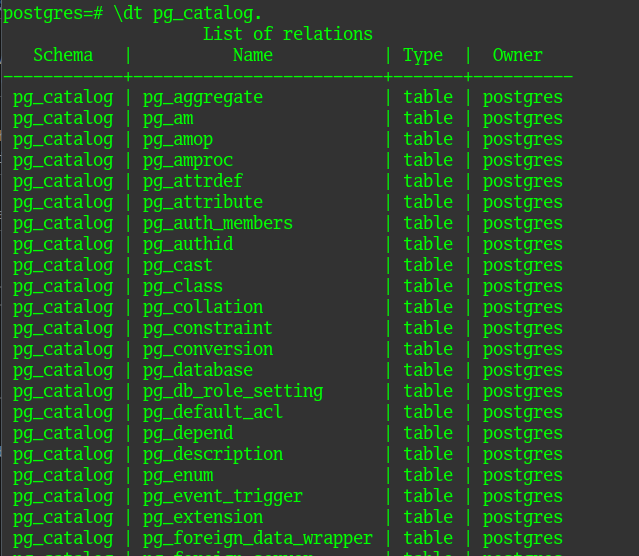 postgres=# \dt pg_catalog.
List of relations
Schema | Name | Type | Owner
------------+-------------------------+-------+----------
pg_catalog | pg_aggregate | table | postgres
pg_catalog | pg_am | table | postgres
pg_catalog | pg_amop | table | postgres
pg_catalog | pg_amproc | table | postgres
pg_catalog | pg_attrdef | table | postgres
pg_catalog | pg_attribute | table | postgres
pg_catalog | pg_auth_members | table | postgres
pg_catalog | pg_authid | table | postgres
pg_catalog | pg_cast | table | postgres
pg_catalog | pg_class | table | postgres
pg_catalog | pg_collation | table | postgres
pg_catalog | pg_constraint | table | postgres
pg_catalog | pg_conversion | table | postgres
pg_catalog | pg_database | table | postgres
pg_catalog | pg_db_role_setting | table | postgres
pg_catalog | pg_default_acl | table | postgres
pg_catalog | pg_depend | table | postgres
pg_catalog | pg_description | table | postgres
pg_catalog | pg_enum | table | postgres
pg_catalog | pg_event_trigger | table | postgres
pg_catalog | pg_extension | table | postgres
pg_catalog | pg_foreign_data_wrapper | table | postgres